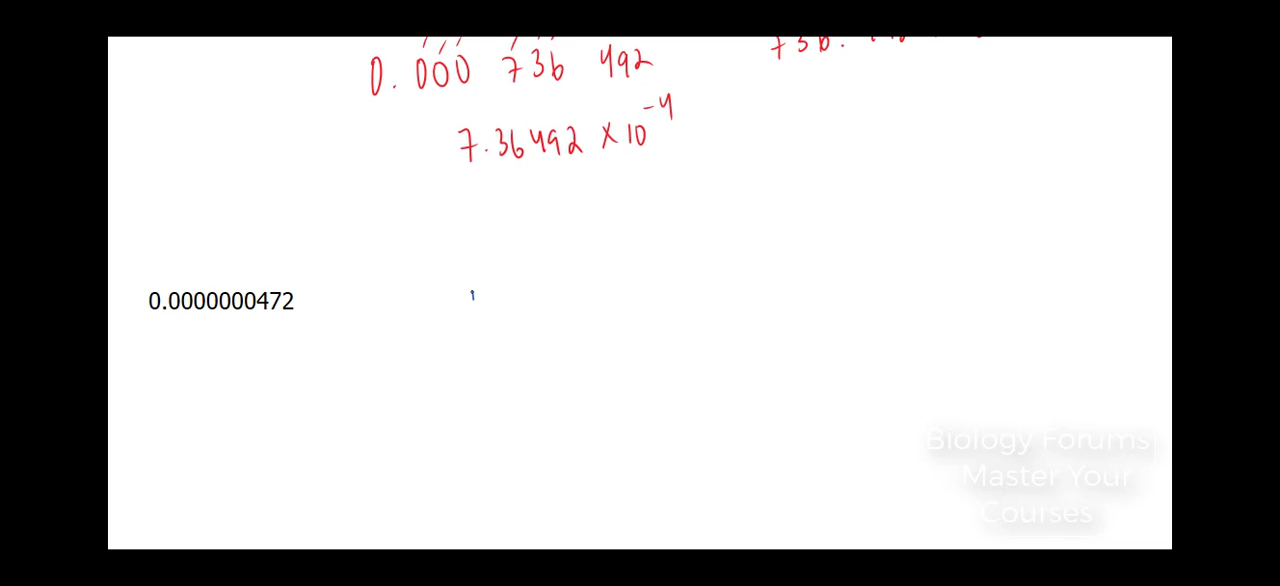 0.000 736 492
7.36492 × 10⁻⁴
0.0000000472
Biology Forums
Master Your
Courses